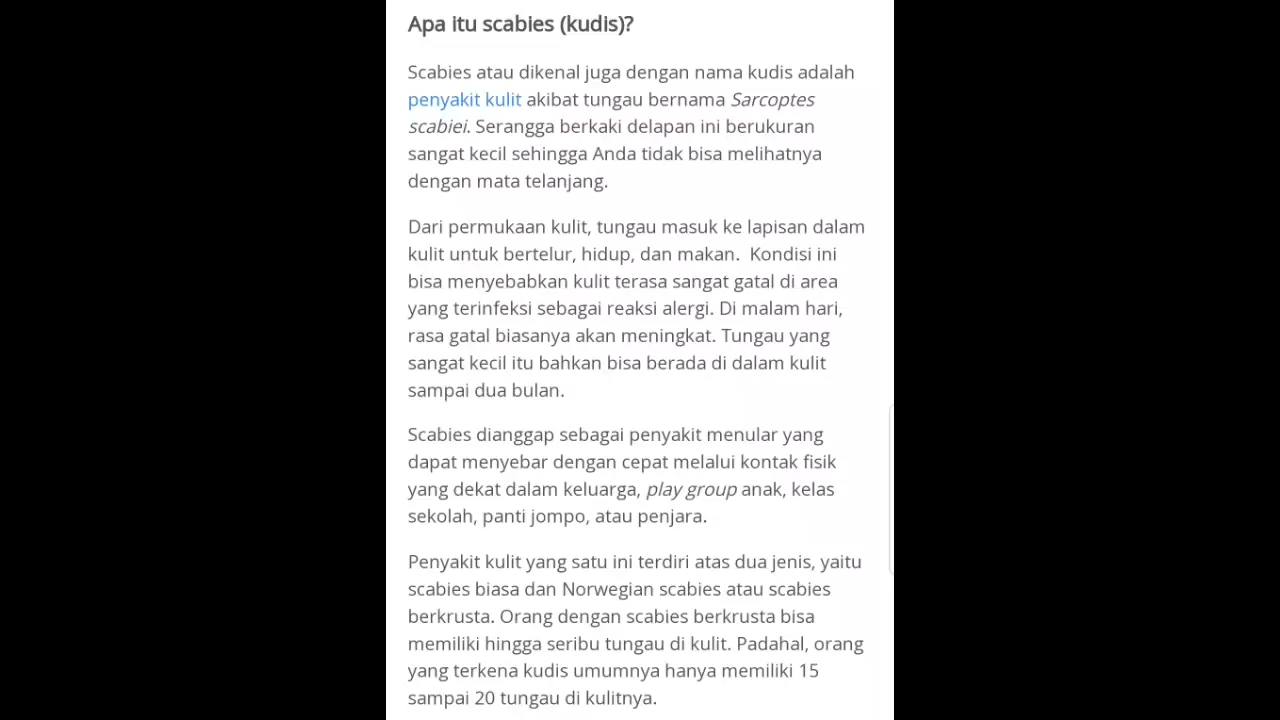 Apa itu scabies (kudis)?
Scabies atau dikenal juga dengan nama kudis adalah
penyakit kulit akibat tungau bernama Sarcoptes
scabiei. Serangga berkaki delapan ini berukuran
sangat kecil sehingga Anda tidak bisa melihatnya
dengan mata telanjang.
Dari permukaan kulit, tungau masuk ke lapisan dalam
kulit untuk bertelur, hidup, dan makan.  Kondisi ini
bisa menyebabkan kulit terasa sangat gatal di area
yang terinfeksi sebagai reaksi alergi. Di malam hari,
rasa gatal biasanya akan meningkat. Tungau yang
sangat kecil itu bahkan bisa berada di dalam kulit
sampai dua bulan.
Scabies dianggap sebagai penyakit menular yang
dapat menyebar dengan cepat melalui kontak fisik
yang dekat dalam keluarga, play group anak, kelas
sekolah, panti jompo, atau penjara.
Penyakit kulit yang satu ini terdiri atas dua jenis, yaitu
scabies biasa dan Norwegian scabies atau scabies
berkrusta. Orang dengan scabies berkrusta bisa
memiliki hingga seribu tungau di kulit. Padahal, orang
yang terkena kudis umumnya hanya memiliki 15
sampai 20 tungau di kulitnya.